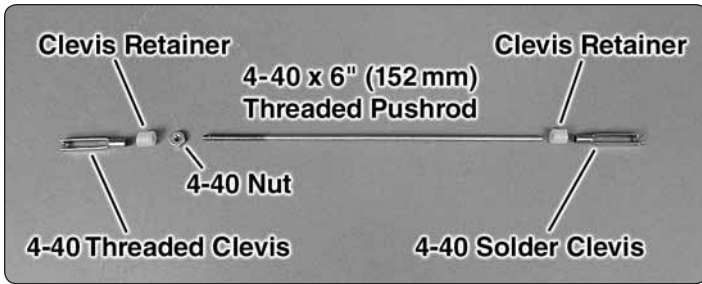 Clevis Retainer
Clevis Retainer
4-40 x 6" (152 mm)
Threaded Pushrod
4-40 Nut
4-40 Threaded Clevis
4-40 Solder Clevis